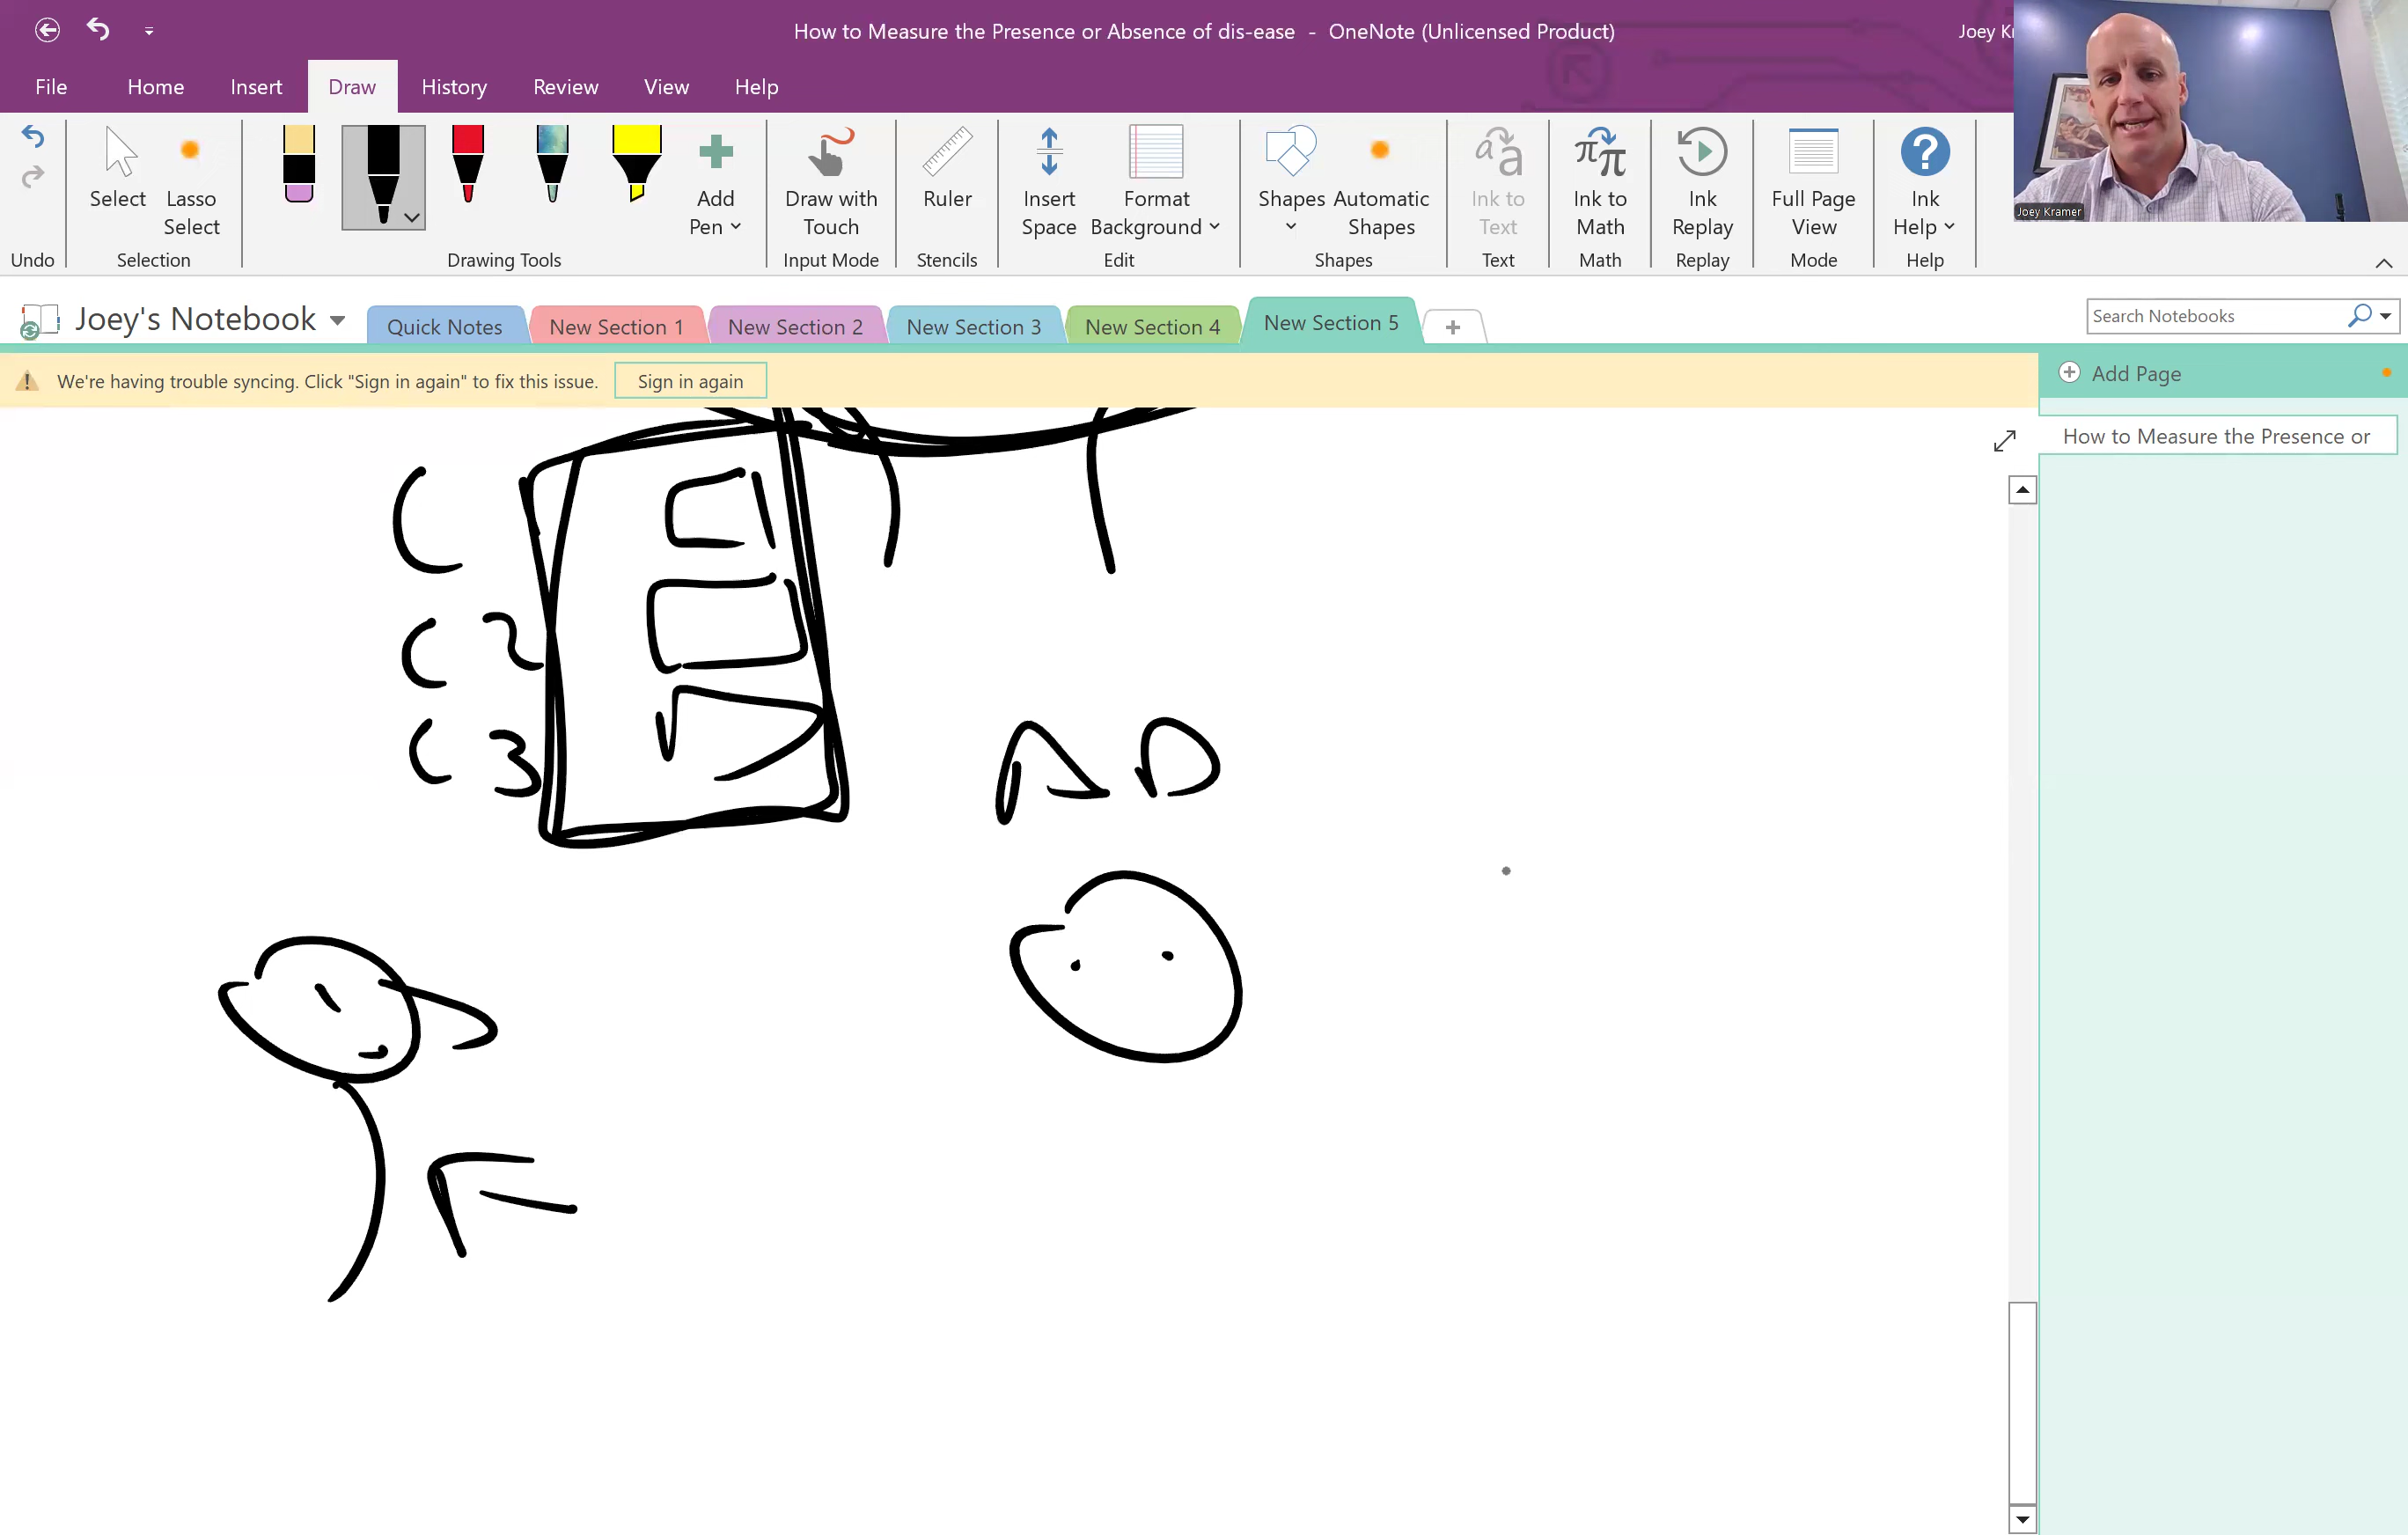 How to Measure the Presence or Absence of dis-ease - OneNote (Unlicensed Product)
Joey Kr
File Home Insert Draw History Review View Help
Joey Kramer
Select
Lasso Select
Add Pen
Draw with Touch
Ruler
Insert Space
Format Background
Shapes
Automatic Shapes
Ink to Text
Ink to Math
Ink Replay
Full Page View
Ink Help
Undo Selection Drawing Tools Input Mode Stencils Edit Shapes Text Math Replay Mode Help
Joey's Notebook Quick Notes New Section 1 New Section 2 New Section 3 New Section 4 New Section 5 Search Notebooks
We're having trouble syncing. Click "Sign in again" to fix this issue. Sign in again
Add Page
How to Measure the Presence or
C
C 2
C 3
AD